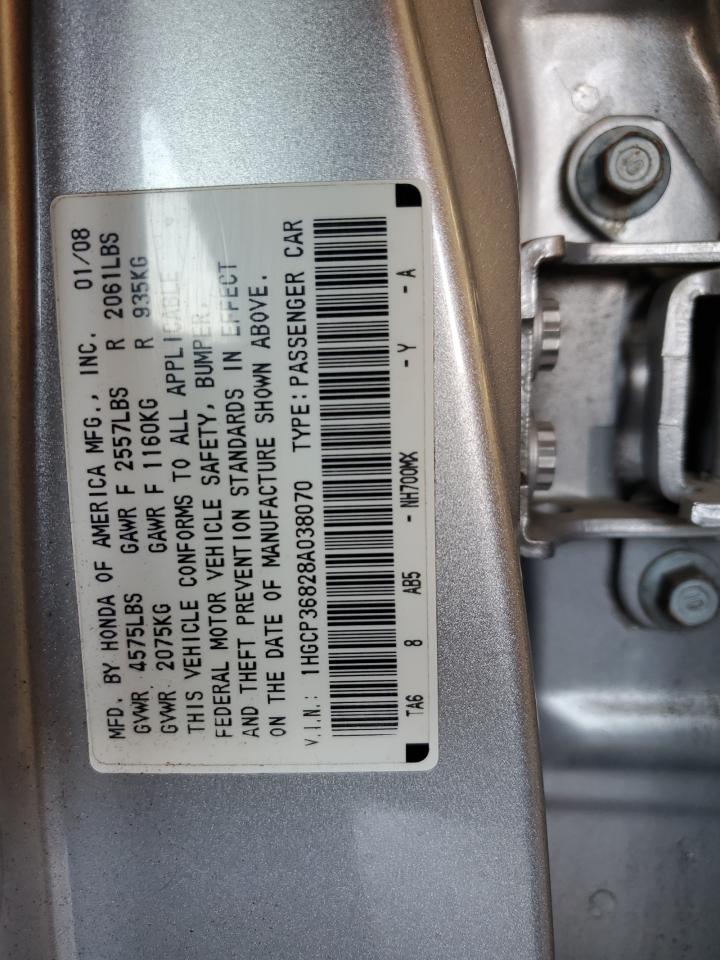 MFD. BY HONDA OF AMERICA MFG., INC. 01/08
GVWR 4575LBS GAWR F 2557LBS R 2061LBS
GVWR 2075KG GAWR F 1160KG R 935KG
THIS VEHICLE CONFORMS TO ALL APPLICABLE
FEDERAL MOTOR VEHICLE SAFETY, BUMPER,
AND THEFT PREVENTION STANDARDS IN EFFECT
ON THE DATE OF MANUFACTURE SHOWN ABOVE.
V.I.N.: 1HGCP36828A038070 TYPE: PASSENGER CAR
TA6 8 AB5 - NH700MX - Y - A